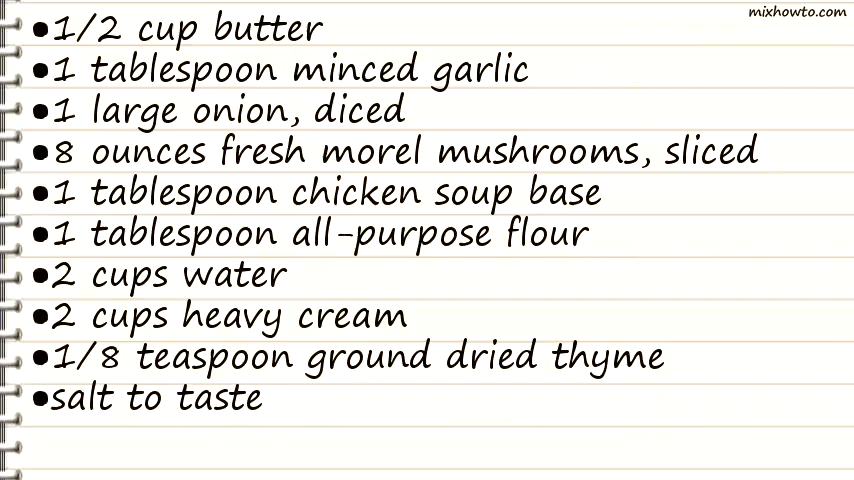 mixhowto.com
•1/2 cup butter
•1 tablespoon minced garlic
•1 large onion, diced
•8 ounces fresh morel mushrooms, sliced
•1 tablespoon chicken soup base
•1 tablespoon all-purpose flour
•2 cups water
•2 cups heavy cream
•1/8 teaspoon ground dried thyme
•salt to taste